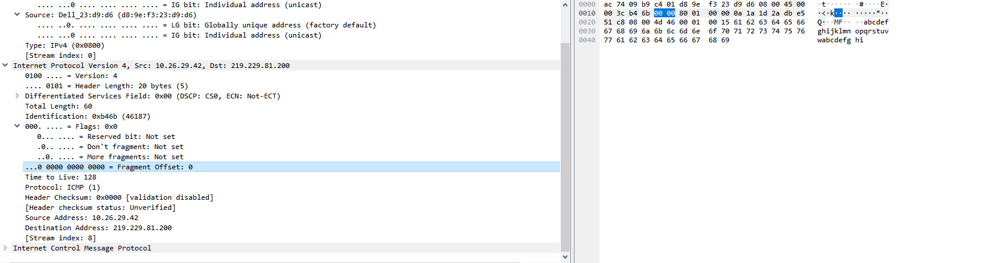 .... ...0 .... .... .... .... = IG bit: Individual address (unicast)
Source: Dell_23:d9:d6 (d8:9e:f3:23:d9:d6)
.... ..0. .... .... .... .... = LG bit: Globally unique address (factory default)
.... ...0 .... .... .... .... = IG bit: Individual address (unicast)
Type: IPv4 (0x0800)
[Stream index: 0]
Internet Protocol Version 4, Src: 10.26.29.42, Dst: 219.229.81.200
0100 .... = Version: 4
.... 0101 = Header Length: 20 bytes (5)
Differentiated Services Field: 0x00 (DSCP: CS0, ECN: Not-ECT)
Total Length: 60
Identification: 0xb46b (46187)
000. .... = Flags: 0x0
0... .... = Reserved bit: Not set
.0.. .... = Don't fragment: Not set
..0. .... = More fragments: Not set
...0 0000 0000 0000 = Fragment Offset: 0
Time to Live: 128
Protocol: ICMP (1)
Header Checksum: 0x0000 [validation disabled]
[Header checksum status: Unverified]
Source Address: 10.26.29.42
Destination Address: 219.229.81.200
[Stream index: 8]
Internet Control Message Protocol
0000 ac 74 09 b9 c4 01 d8 9e f3 23 d9 d6 08 00 45 00 ·t······ ·#····E·
0010 00 3c b4 6b 00 00 80 01 00 00 0a 1a 1d 2a db e5 ·<·k···· ·····*··
0020 51 c8 08 00 4d 46 00 01 00 15 61 62 63 64 65 66 Q···MF·· ··abcdef
0030 67 68 69 6a 6b 6c 6d 6e 6f 70 71 72 73 74 75 76 ghijklmn opqrstuv
0040 77 61 62 63 64 65 66 67 68 69 wabcdefg hi